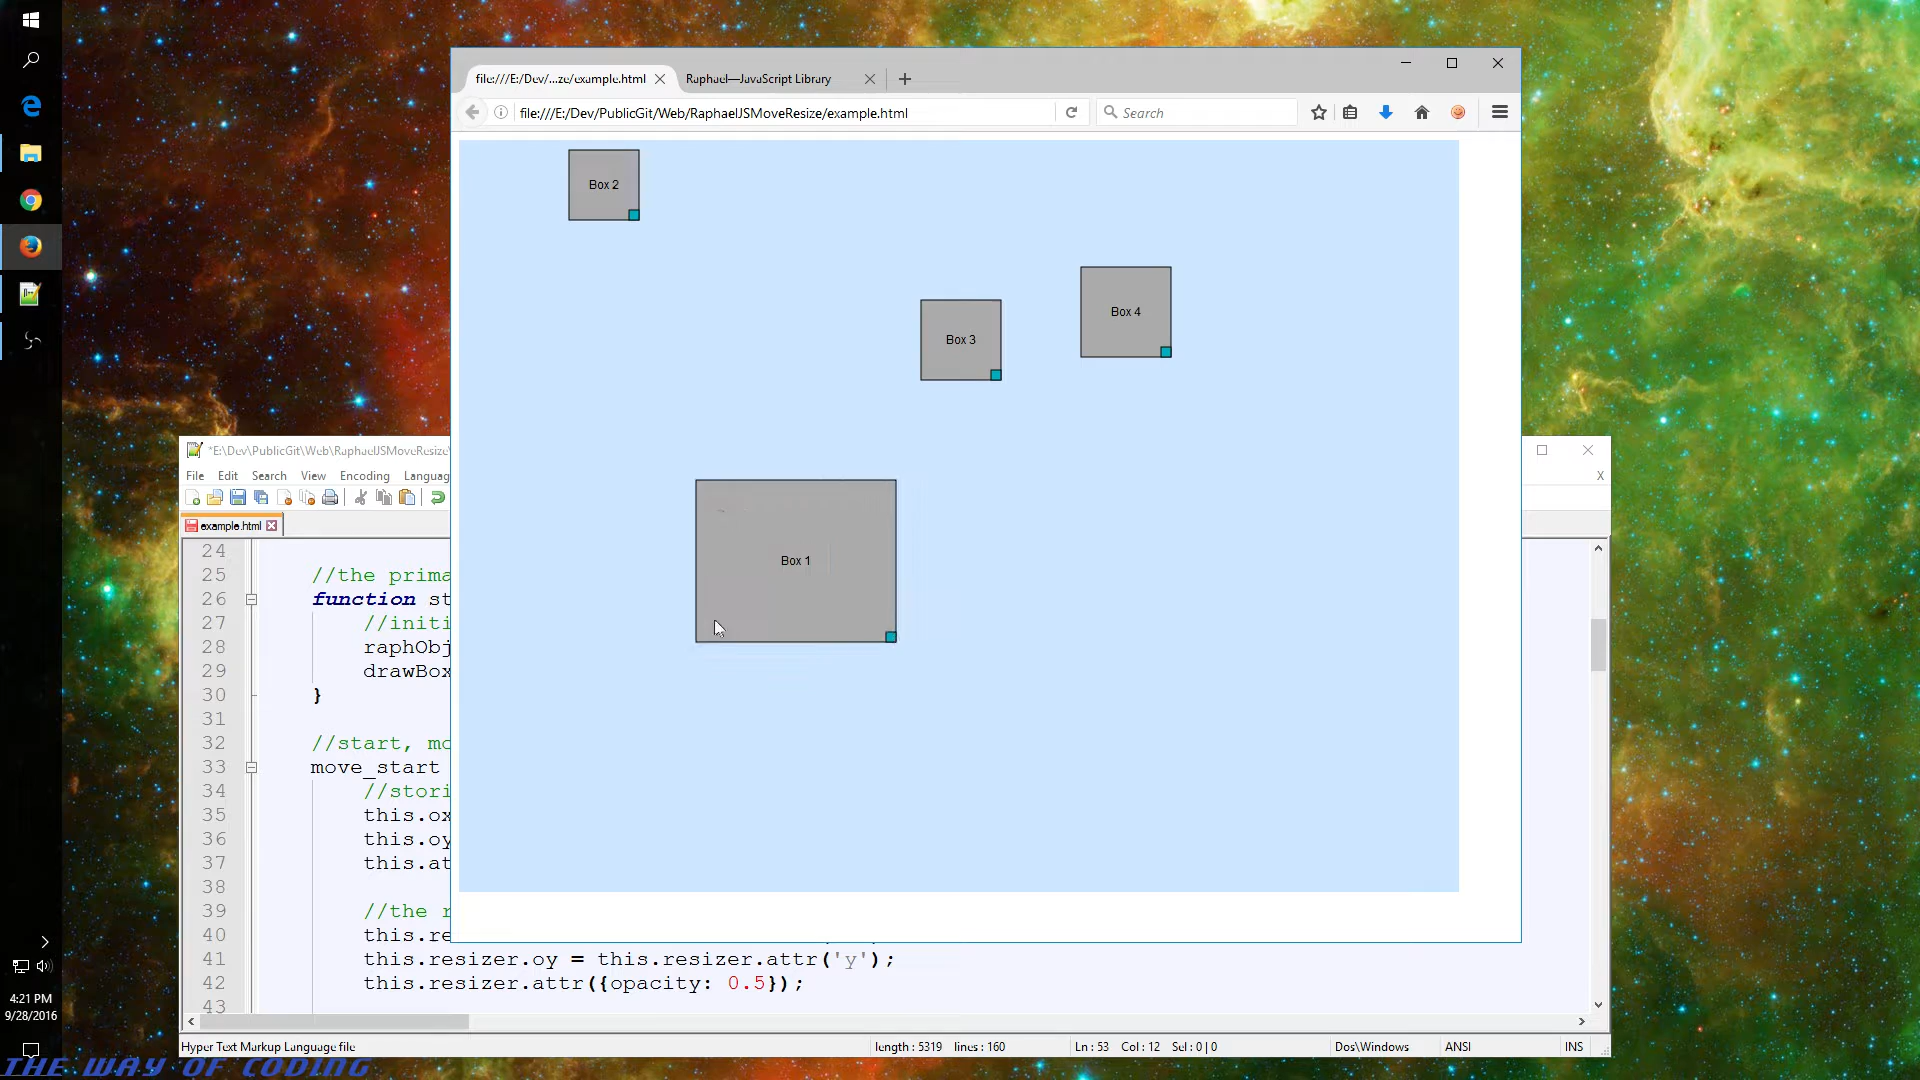 file:///E:/Dev/...ze/example.html
Raphael—JavaScript Library
file:///E:/Dev/PublicGit/Web/RaphaelJSMoveResize/example.html
Search
Box 2
Box 4
Box 3
Box 1
*E:\Dev\PublicGit\Web\RaphaelJSMoveResize\
File Edit Search View Encoding Languag
X
example.html
24
25 //the prima
26 function st
27 //initi
28 raphObj
29 drawBox
30 }
31
32 //start, mo
33 move_start
34 //stori
35 this.ox
36 this.oy
37 this.at
38
39 //the r
40 this.re
41 this.resizer.oy = this.resizer.attr('y');
42 this.resizer.attr({opacity: 0.5});
43
Hyper Text Markup Language file length : 5319 lines : 160 Ln : 53 Col : 12 Sel : 0 | 0 Dos\Windows ANSI INS
4:21 PM
9/28/2016
THE WAY OF CODING